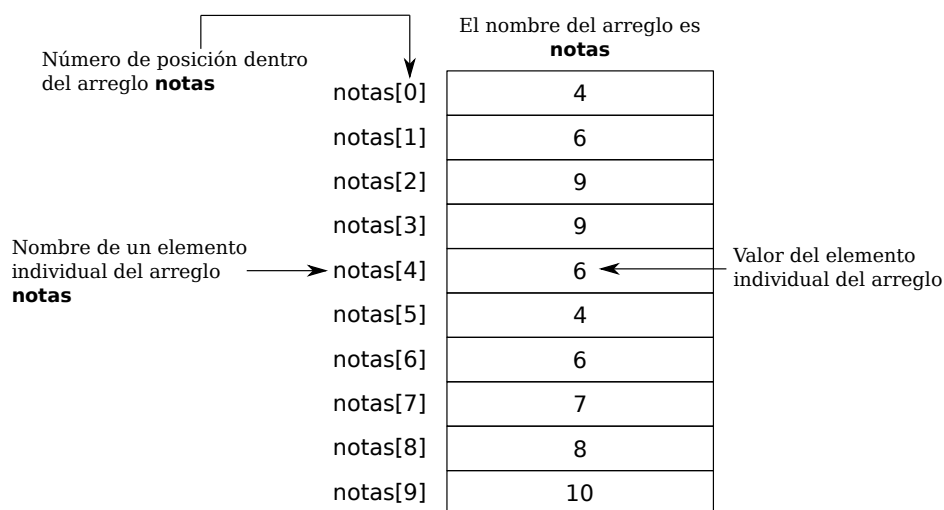 El nombre del arreglo es
notas
Número de posición dentro
del arreglo notas
notas[0] 4
notas[1] 6
notas[2] 9
notas[3] 9
Nombre de un elemento
individual del arreglo
notas
notas[4] 6
Valor del elemento
individual del arreglo
notas[5] 4
notas[6] 6
notas[7] 7
notas[8] 8
notas[9] 10